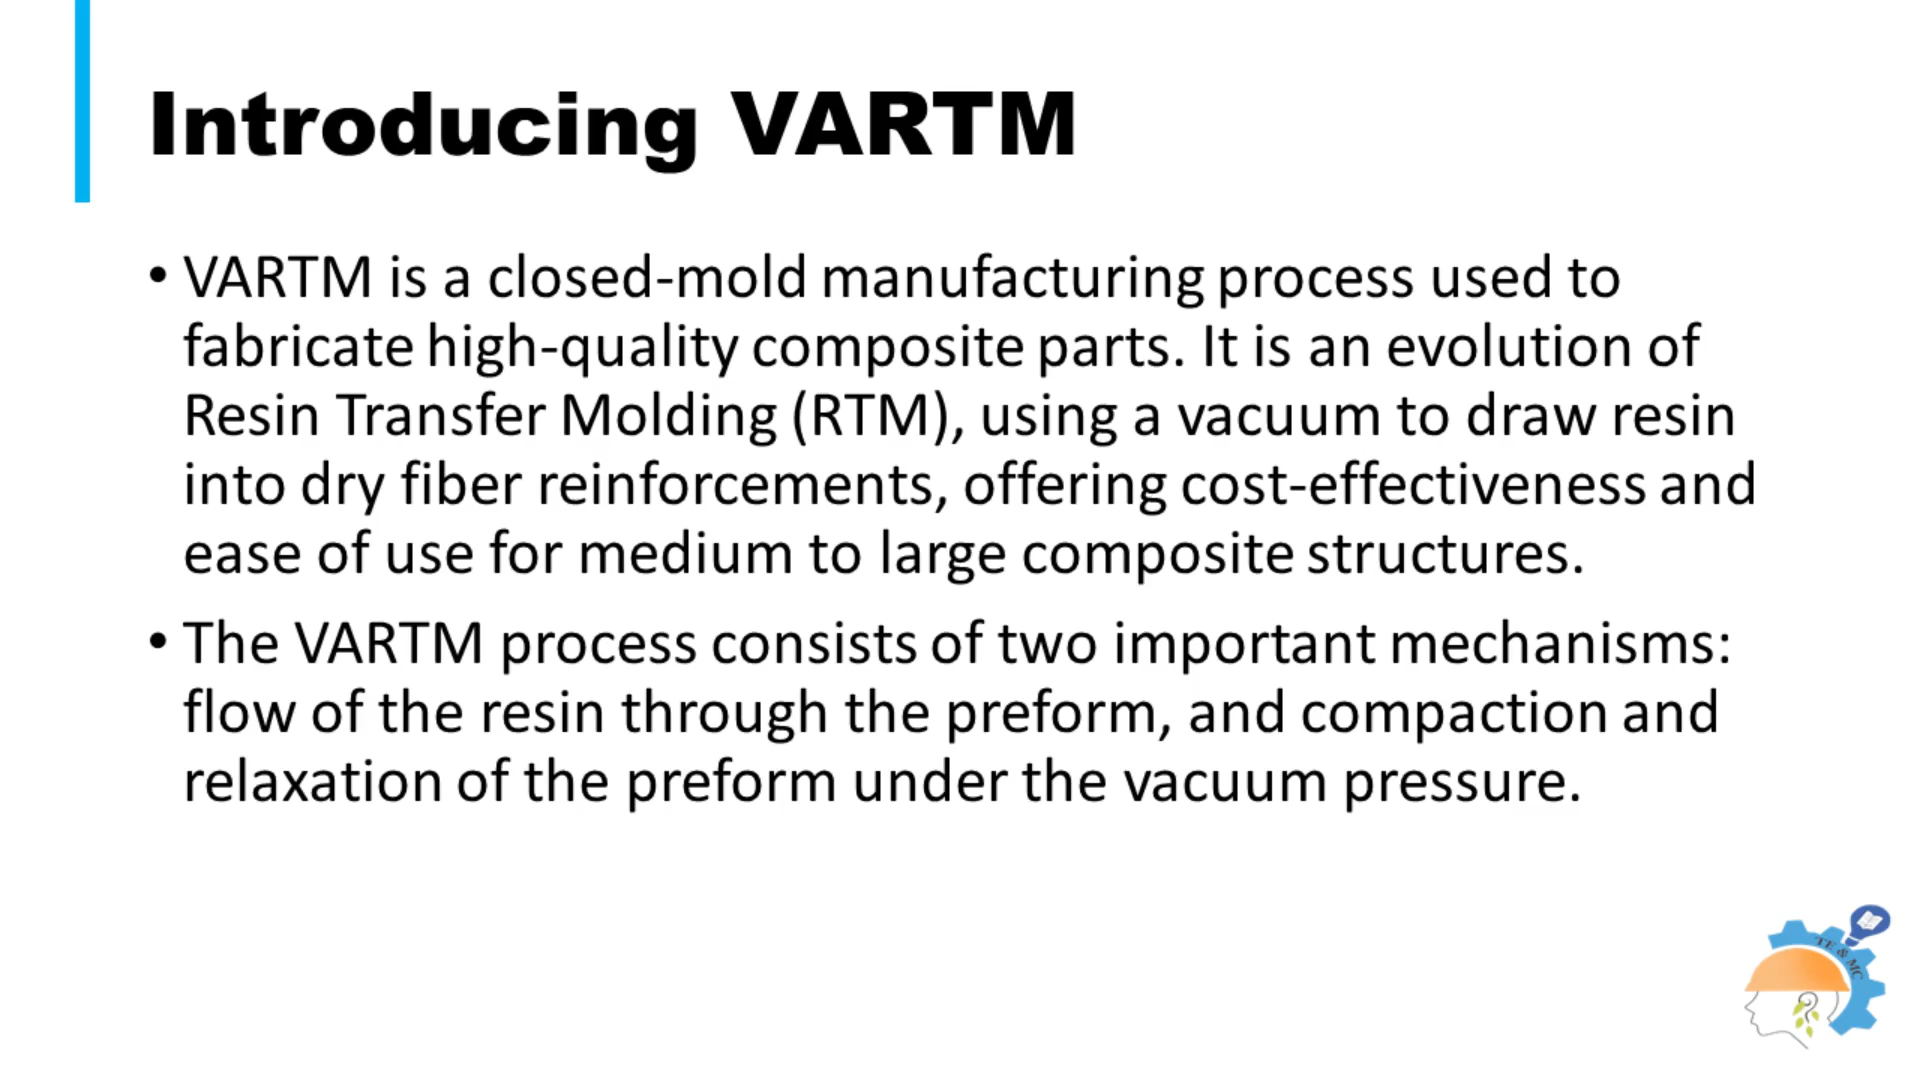 Introducing VARTM
• VARTM is a closed-mold manufacturing process used to
fabricate high-quality composite parts. It is an evolution of
Resin Transfer Molding (RTM), using a vacuum to draw resin
into dry fiber reinforcements, offering cost-effectiveness and
ease of use for medium to large composite structures.
• The VARTM process consists of two important mechanisms:
flow of the resin through the preform, and compaction and
relaxation of the preform under the vacuum pressure.
TE & MC